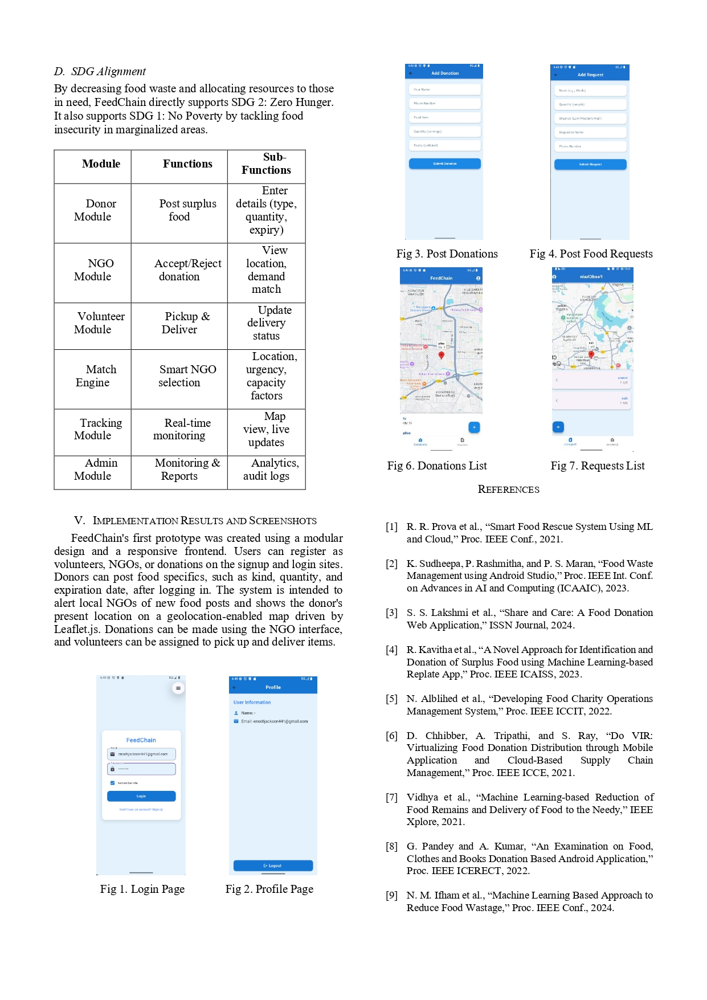 D. SDG Alignment
By decreasing food waste and allocating resources to those
in need, FeedChain directly supports SDG 2: Zero Hunger.
It also supports SDG 1: No Poverty by tackling food
insecurity in marginalized areas.
Module
Functions
Sub-
Functions
Donor
Module
Post surplus
food
Enter
details (type,
quantity,
expiry)
NGO
Module
Accept/Reject
donation
View
location,
demand
match
Volunteer
Module
Pickup &
Deliver
Update
delivery
status
Match
Engine
Smart NGO
selection
Location,
urgency,
capacity
factors
Tracking
Module
Real-time
monitoring
Map
view, live
updates
Admin
Module
Monitoring &
Reports
Analytics,
audit logs
V. IMPLEMENTATION RESULTS AND SCREENSHOTS
FeedChain's first prototype was created using a modular
design and a responsive frontend. Users can register as
volunteers, NGOs, or donations on the signup and login sites.
Donors can post food specifics, such as kind, quantity, and
expiration date, after logging in. The system is intended to
alert local NGOs of new food posts and shows the donor's
present location on a geolocation-enabled map driven by
Leaflet.js. Donations can be made using the NGO interface,
and volunteers can be assigned to pick up and deliver items.
FeedChain
Email
enochjackson441@gmail.com
Password
Remember Me
Login
Don't have an account? Sign Up
Fig 1. Login Page
Profile
User Information
Name: -
Email: enochjackson441@gmail.com
Logout
Fig 2. Profile Page
Add Donation
Your Name
Phone Number
Food Item
Quantity (servings)
Expiry (optional)
Submit Donation
Fig 3. Post Donations
Add Request
Need (e.g., Meals)
Quantity (people)
Urgency (Low/Medium/High)
Requester Name
Phone Number
Submit Request
Fig 4. Post Food Requests
FeedChain
KORATTUR
VILLIVAKKAM
PADI
KOYAMBEDU
Donations
Requests
Fig 6. Donations List
FeedChain
Fig 7. Requests List
REFERENCES
[1] R. R. Prova et al., “Smart Food Rescue System Using ML
and Cloud,” Proc. IEEE Conf., 2021.
[2] K. Sudheepa, P. Rashmitha, and P. S. Maran, “Food Waste
Management using Android Studio,” Proc. IEEE Int. Conf.
on Advances in AI and Computing (ICAAIC), 2023.
[3] S. S. Lakshmi et al., “Share and Care: A Food Donation
Web Application,” ISSN Journal, 2024.
[4] R. Kavitha et al., “A Novel Approach for Identification and
Donation of Surplus Food using Machine Learning-based
Replate App,” Proc. IEEE ICAISS, 2023.
[5] N. Alblihed et al., “Developing Food Charity Operations
Management System,” Proc. IEEE ICCIT, 2022.
[6] D. Chhibber, A. Tripathi, and S. Ray, “Do VIR:
Virtualizing Food Donation Distribution through Mobile
Application and Cloud-Based Supply Chain
Management,” Proc. IEEE ICCE, 2021.
[7] Vidhya et al., “Machine Learning-based Reduction of
Food Remains and Delivery of Food to the Needy,” IEEE
Xplore, 2021.
[8] G. Pandey and A. Kumar, “An Examination on Food,
Clothes and Books Donation Based Android Application,”
Proc. IEEE ICERECT, 2022.
[9] N. M. Ifham et al., “Machine Learning Based Approach to
Reduce Food Wastage,” Proc. IEEE Conf., 2024.